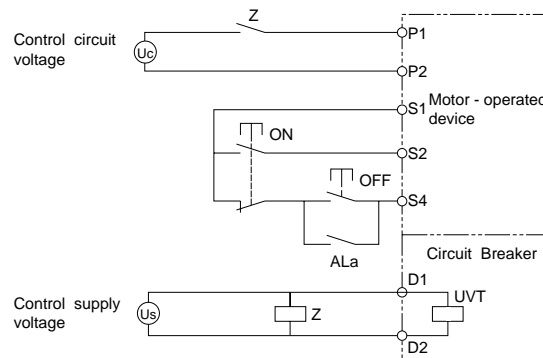 Z
Control circuit
voltage
Uc
P1
P2
S1
Motor - operated
device
ON
S2
OFF
S4
ALa
Circuit Breaker
D1
UVT
Control supply
voltage
Us
Z
D2